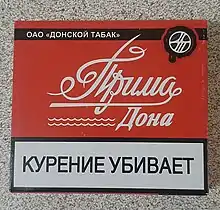 ОАО «ДОНСКОЙ ТАБАК»
Прима
Дона
КУРЕНИЕ УБИВАЕТ